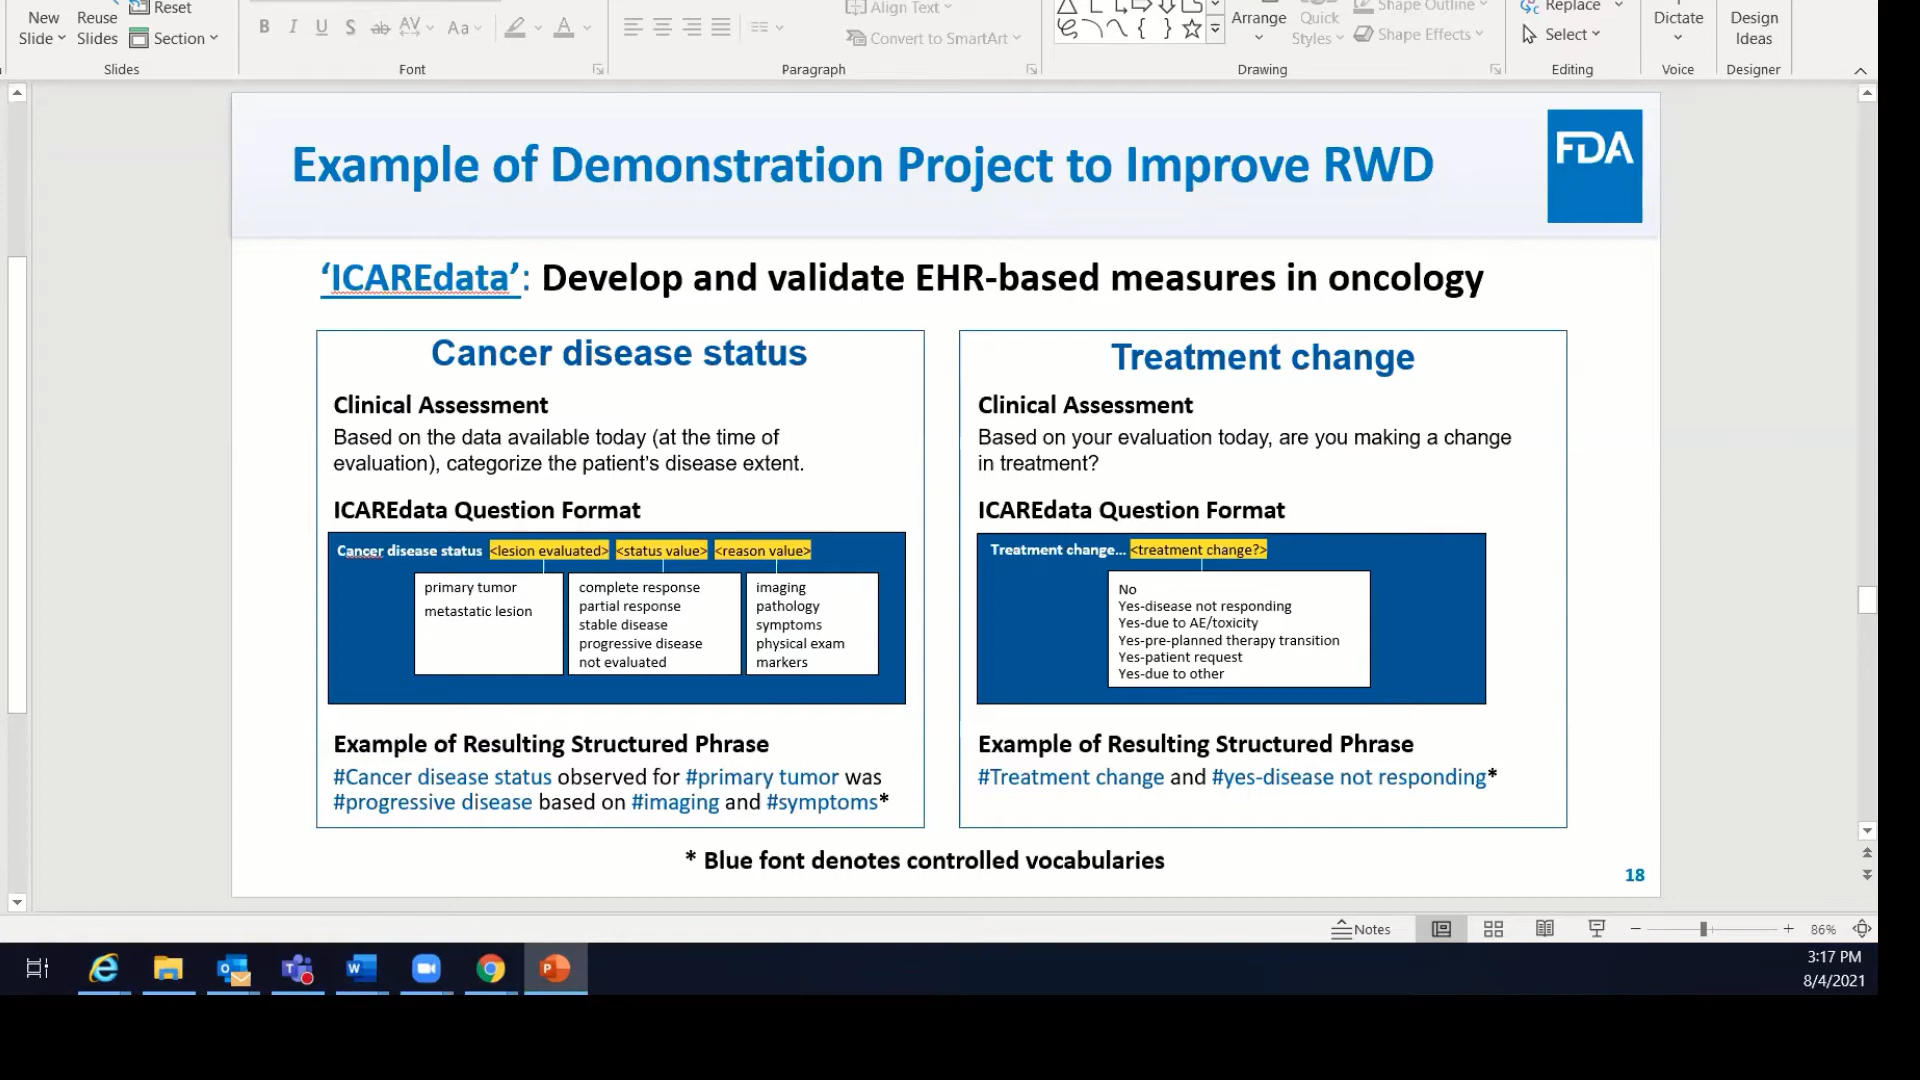 New
Slide
Reuse
Slides
Reset
Section
B I U S ab AV Aa A
Align Text
Convert to SmartArt
Arrange
Quick
Styles
Shape Outline
Shape Effects
Replace
Select
Dictate
Design
Ideas
Slides
Font
Paragraph
Drawing
Editing
Voice
Designer
Example of Demonstration Project to Improve RWD
FDA
‘ICAREdata’: Develop and validate EHR-based measures in oncology
Cancer disease status
Clinical Assessment
Based on the data available today (at the time of
evaluation), categorize the patient’s disease extent.
ICAREdata Question Format
Cancer disease status <lesion evaluated> <status value> <reason value>
primary tumor
metastatic lesion
complete response
partial response
stable disease
progressive disease
not evaluated
imaging
pathology
symptoms
physical exam
markers
Example of Resulting Structured Phrase
#Cancer disease status observed for #primary tumor was
#progressive disease based on #imaging and #symptoms*
Treatment change
Clinical Assessment
Based on your evaluation today, are you making a change
in treatment?
ICAREdata Question Format
Treatment change... <treatment change?>
No
Yes-disease not responding
Yes-due to AE/toxicity
Yes-pre-planned therapy transition
Yes-patient request
Yes-due to other
Example of Resulting Structured Phrase
#Treatment change and #yes-disease not responding*
* Blue font denotes controlled vocabularies
18
Notes
86%
3:17 PM
8/4/2021